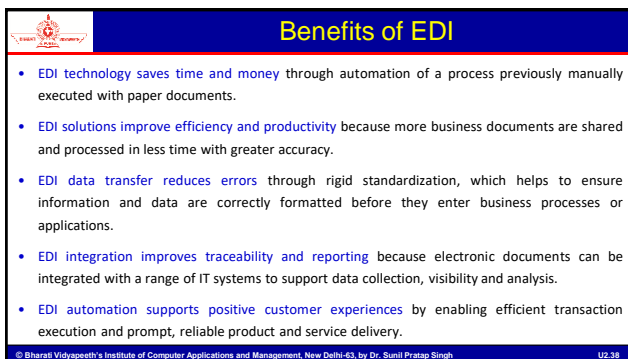 Benefits of EDI
• EDI technology saves time and money through automation of a process previously manually
executed with paper documents.
• EDI solutions improve efficiency and productivity because more business documents are shared
and processed in less time with greater accuracy.
• EDI data transfer reduces errors through rigid standardization, which helps to ensure
information and data are correctly formatted before they enter business processes or
applications.
• EDI integration improves traceability and reporting because electronic documents can be
integrated with a range of IT systems to support data collection, visibility and analysis.
• EDI automation supports positive customer experiences by enabling efficient transaction
execution and prompt, reliable product and service delivery.
© Bharati Vidyapeeth's Institute of Computer Applications and Management, New Delhi-63, by Dr. Sunil Pratap Singh U2.38